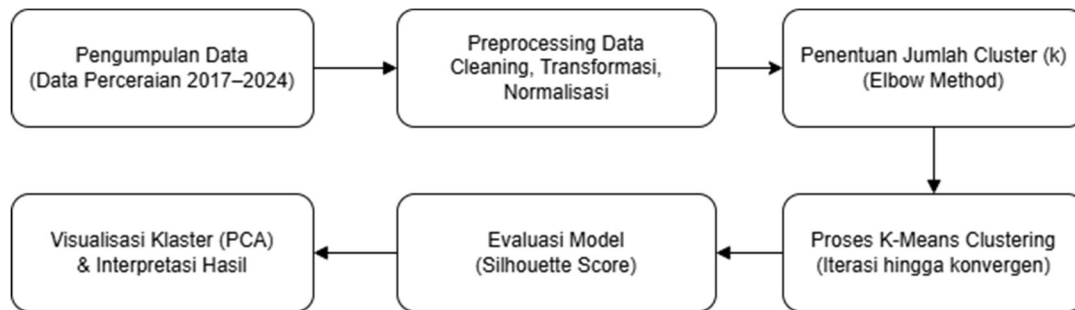 Pengumpulan Data
(Data Perceraian 2017–2024)
Preprocessing Data
Cleaning, Transformasi,
Normalisasi
Penentuan Jumlah Cluster (k)
(Elbow Method)
Proses K-Means Clustering
(Iterasi hingga konvergen)
Evaluasi Model
(Silhouette Score)
Visualisasi Klaster (PCA)
& Interpretasi Hasil